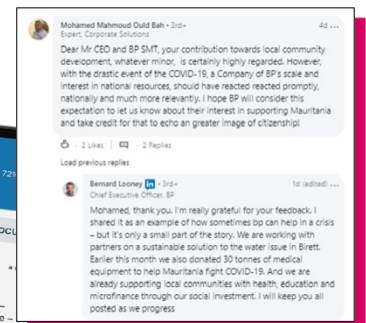 Mohamed Mahmoud Ould Bah • 3rd+
4d ...
Expert, Corporate Solutions
Dear Mr CEO and BP SMT, your contribution towards local community
development, whatever minor, is certainly highly regarded. However,
with the drastic event of the COVID-19, a Company of BP's scale and
interest in national resources, should have reacted reacted promptly,
nationally and much more relevantly. I hope BP will consider this
expectation to let us know about their interest in supporting Mauritania
and take credit for that to echo an greater image of citizenship!
· 2 Likes | · 2 Replies
Load previous replies
Bernard Looney in • 3rd+
1d (edited) ...
Chief Executive Officer, BP
Mohamed, thank you. I'm really grateful for your feedback. I
shared it as an example of how sometimes bp can help in a crisis
– but it's only a small part of the story. We are working with
partners on a sustainable solution to the water issue in Birett.
Earlier this month we also donated 30 tonnes of medical
equipment to help Mauritania fight COVID-19. And we are
already supporting local communities with health, education and
microfinance through our social investment. I will keep you all
posted as we progress